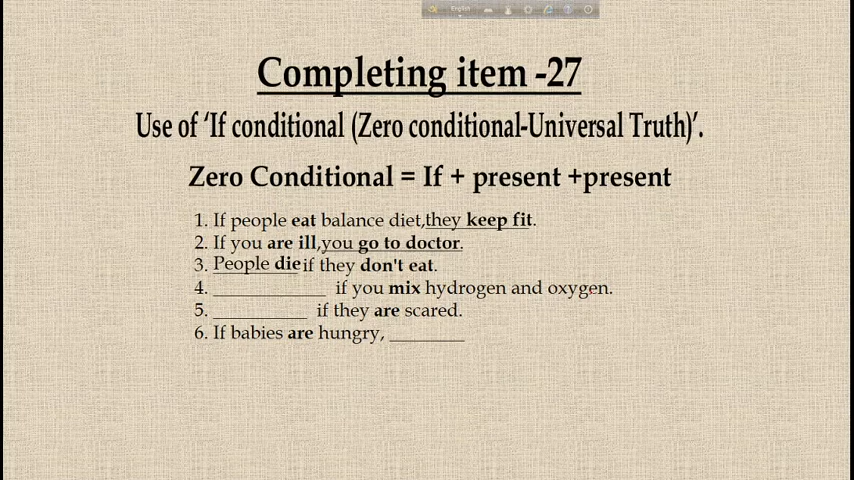 English
Completing item -27
Use of ‘If conditional (Zero conditional-Universal Truth)’.
Zero Conditional = If + present +present
1. If people eat balance diet,they keep fit.
2. If you are ill,you go to doctor.
3. People die if they don't eat.
4. ____________ if you mix hydrogen and oxygen.
5. __________ if they are scared.
6. If babies are hungry, ________